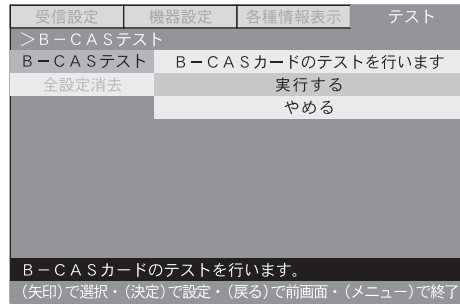 受信設定 機器設定 各種情報表示 テスト
＞B－CASテスト
B－CASテスト B－CASカードのテストを行います
全設定消去 実行する
やめる
B－CASカードのテストを行います。
(矢印)で選択・(決定)で設定・(戻る)で前画面・(メニュー)で終了